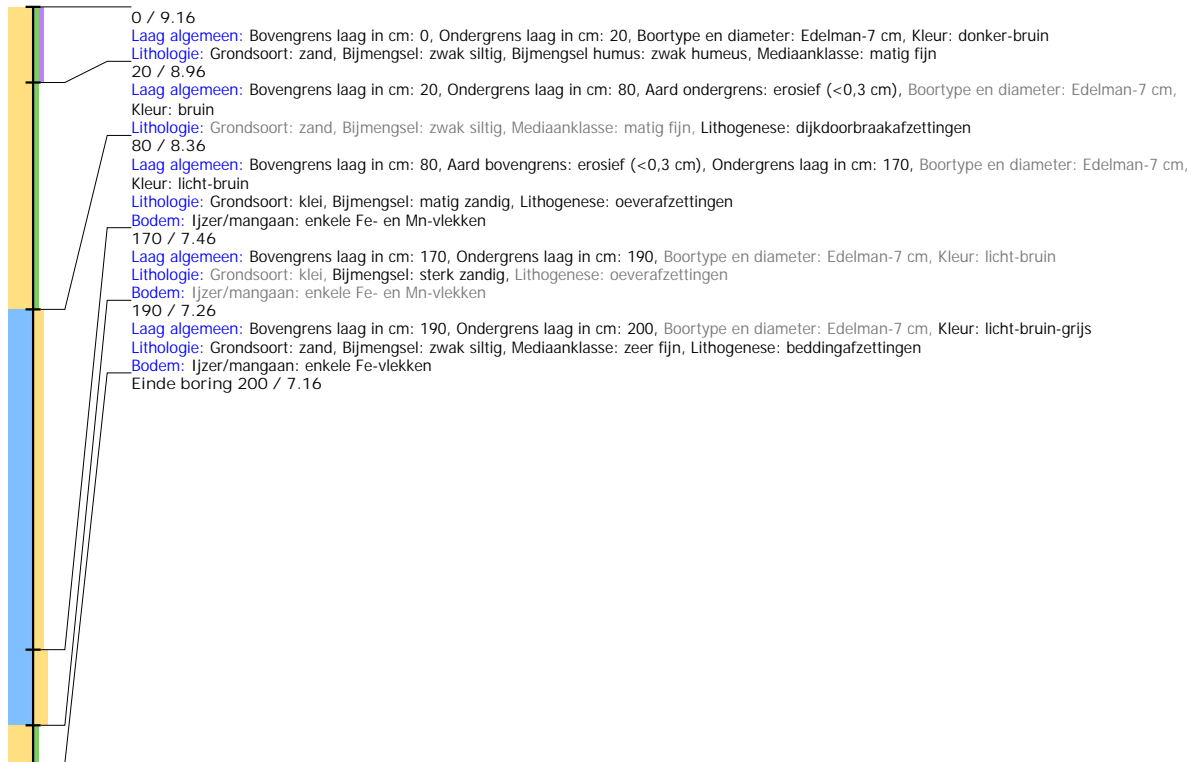 0 / 9.16
Laag algemeen: Bovengrens laag in cm: 0, Ondergrens laag in cm: 20, Boortype en diameter: Edelman-7 cm, Kleur: donker-bruin
Lithologie: Grondsoort: zand, Bijmengsel: zwak siltig, Bijmengsel humus: zwak humeus, Mediaanklasse: matig fijn
20 / 8.96
Laag algemeen: Bovengrens laag in cm: 20, Ondergrens laag in cm: 80, Aard ondergrens: erosief (<0,3 cm), Boortype en diameter: Edelman-7 cm,
Kleur: bruin
Lithologie: Grondsoort: zand, Bijmengsel: zwak siltig, Mediaanklasse: matig fijn, Lithogenese: dijkdoorbraakafzettingen
80 / 8.36
Laag algemeen: Bovengrens laag in cm: 80, Aard bovengrens: erosief (<0,3 cm), Ondergrens laag in cm: 170, Boortype en diameter: Edelman-7 cm,
Kleur: licht-bruin
Lithologie: Grondsoort: klei, Bijmengsel: matig zandig, Lithogenese: oeverafzettingen
Bodem: Ijzer/mangaan: enkele Fe- en Mn-vlekken
170 / 7.46
Laag algemeen: Bovengrens laag in cm: 170, Ondergrens laag in cm: 190, Boortype en diameter: Edelman-7 cm, Kleur: licht-bruin
Lithologie: Grondsoort: klei, Bijmengsel: sterk zandig, Lithogenese: oeverafzettingen
Bodem: Ijzer/mangaan: enkele Fe- en Mn-vlekken
190 / 7.26
Laag algemeen: Bovengrens laag in cm: 190, Ondergrens laag in cm: 200, Boortype en diameter: Edelman-7 cm, Kleur: licht-bruin-grijs
Lithologie: Grondsoort: zand, Bijmengsel: zwak siltig, Mediaanklasse: zeer fijn, Lithogenese: beddingafzettingen
Bodem: Ijzer/mangaan: enkele Fe-vlekken
Einde boring 200 / 7.16